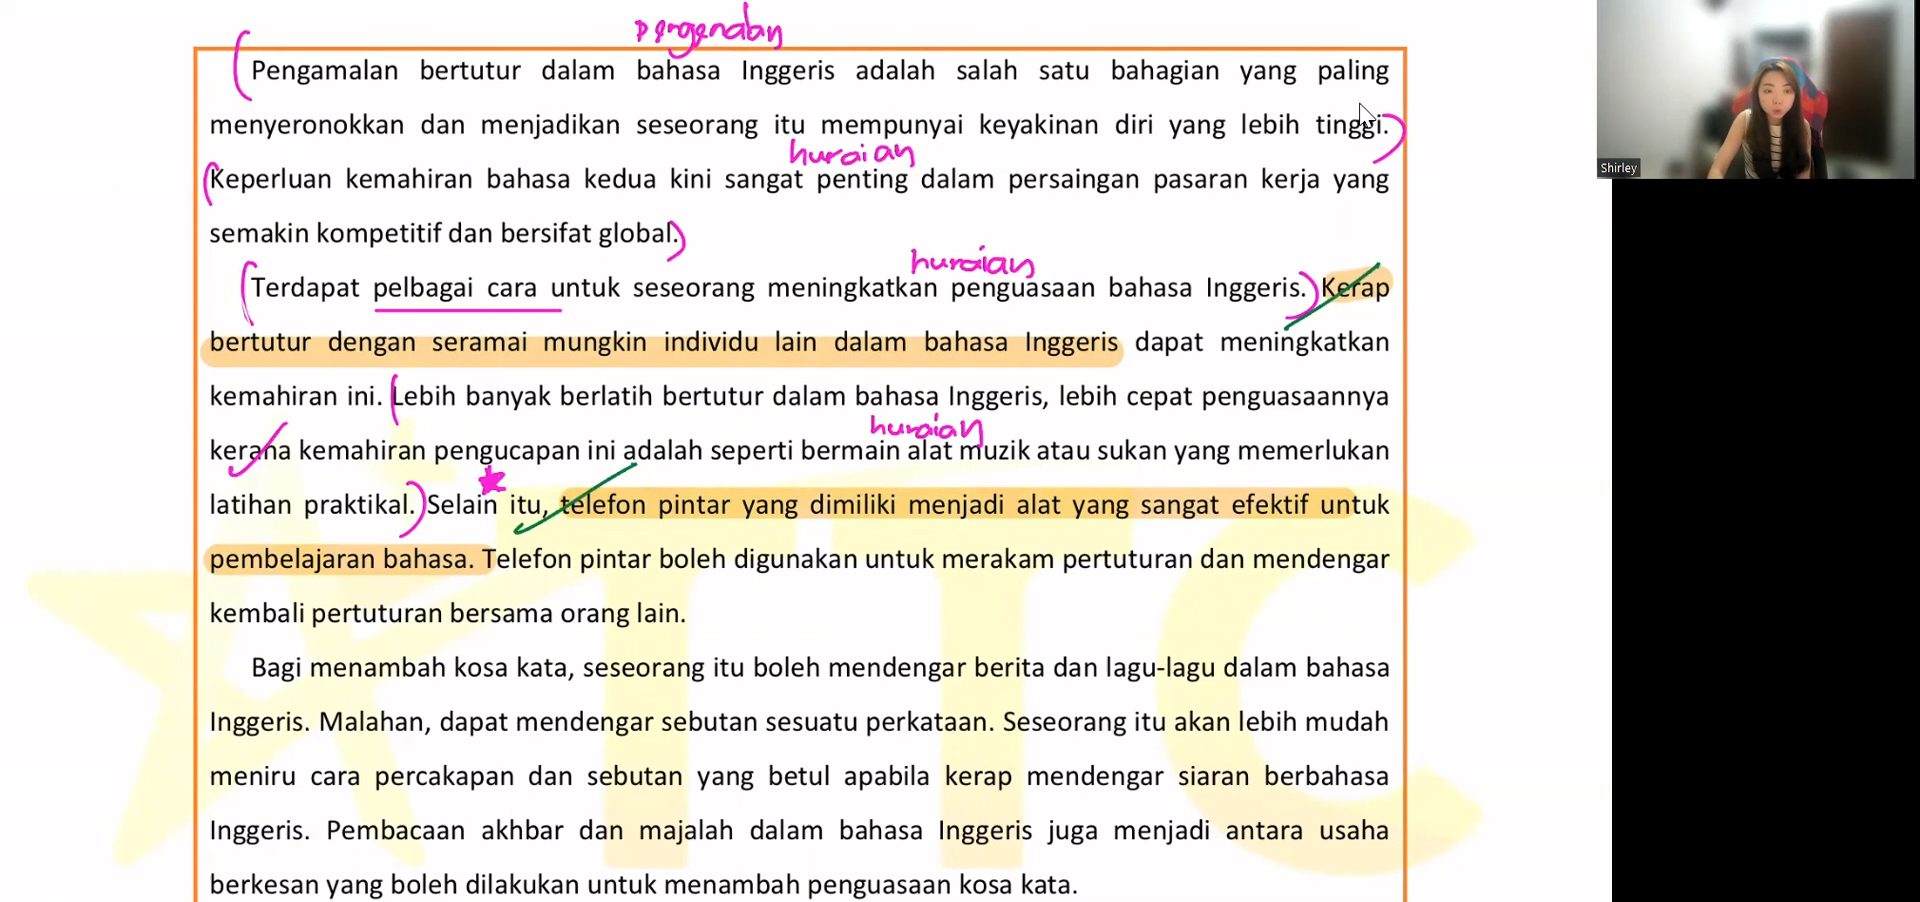 pengenalan
Pengamalan bertutur dalam bahasa Inggeris adalah salah satu bahagian yang paling
menyeronokkan dan menjadikan seseorang itu mempunyai keyakinan diri yang lebih tinggi.
huraian
Keperluan kemahiran bahasa kedua kini sangat penting dalam persaingan pasaran kerja yang
semakin kompetitif dan bersifat global.
huraian
Terdapat pelbagai cara untuk seseorang meningkatkan penguasaan bahasa Inggeris. Kerap
bertutur dengan seramai mungkin individu lain dalam bahasa Inggeris dapat meningkatkan
kemahiran ini. Lebih banyak berlatih bertutur dalam bahasa Inggeris, lebih cepat penguasaannya
huraian
kerana kemahiran pengucapan ini adalah seperti bermain alat muzik atau sukan yang memerlukan
latihan praktikal. Selain itu, telefon pintar yang dimiliki menjadi alat yang sangat efektif untuk
pembelajaran bahasa. Telefon pintar boleh digunakan untuk merakam pertuturan dan mendengar
kembali pertuturan bersama orang lain.
Bagi menambah kosa kata, seseorang itu boleh mendengar berita dan lagu-lagu dalam bahasa
Inggeris. Malahan, dapat mendengar sebutan sesuatu perkataan. Seseorang itu akan lebih mudah
meniru cara percakapan dan sebutan yang betul apabila kerap mendengar siaran berbahasa
Inggeris. Pembacaan akhbar dan majalah dalam bahasa Inggeris juga menjadi antara usaha
berkesan yang boleh dilakukan untuk menambah penguasaan kosa kata.
TTC
Shirley